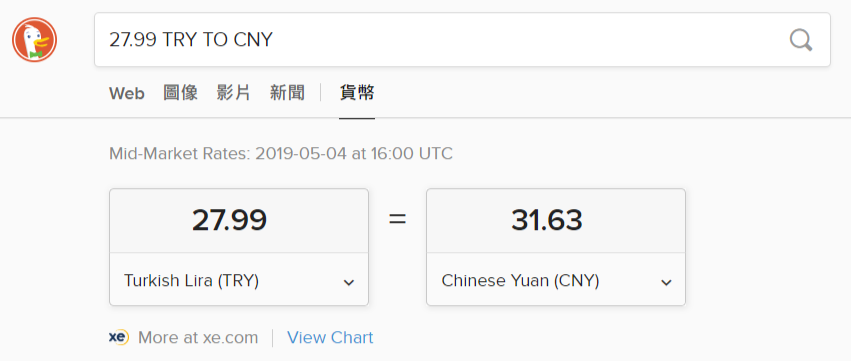 27.99 TRY TO CNY
Web 圖像 影片 新聞 貨幣
Mid-Market Rates: 2019-05-04 at 16:00 UTC
27.99 = 31.63
Turkish Lira (TRY) Chinese Yuan (CNY)
xe More at xe.com View Chart